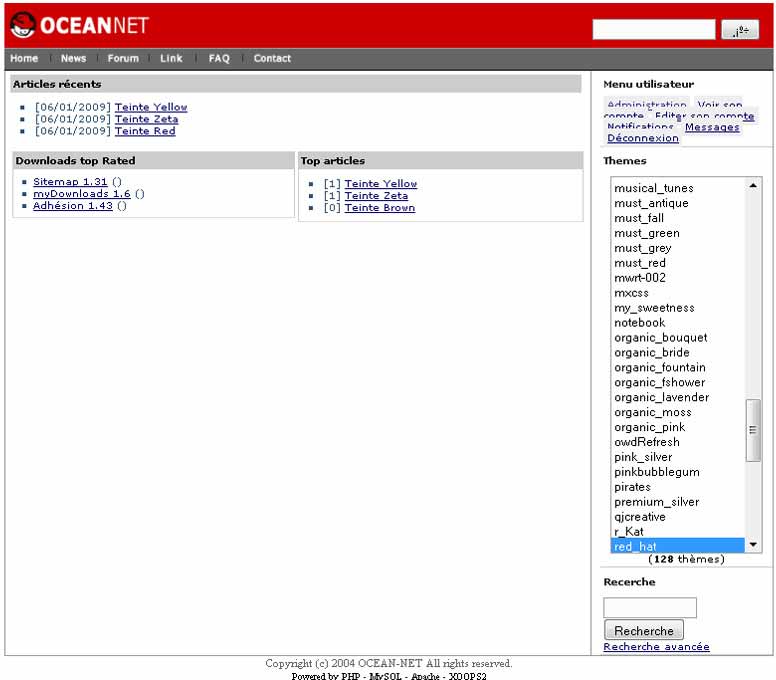 OCEANNET
Home News Forum Link FAQ Contact
Articles récents
[06/01/2009] Teinte Yellow
[06/01/2009] Teinte Zeta
[06/01/2009] Teinte Red
Downloads top Rated
Sitemap 1.31 ()
myDownloads 1.6 ()
Adhésion 1.43 ()
Top articles
[1] Teinte Yellow
[1] Teinte Zeta
[0] Teinte Brown
Menu utilisateur
Administration Voir son
compte Editer son compte
Notifications Messages
Déconnexion
Themes
musical_tunes
must_antique
must_fall
must_green
must_grey
must_red
mwrt-002
mxcss
my_sweetness
notebook
organic_bouquet
organic_bride
organic_fountain
organic_fshower
organic_lavender
organic_moss
organic_pink
owdRefresh
pink_silver
pinkbubblegum
pirates
premium_silver
qjcreative
r_Kat
red_hat
(128 thèmes)
Recerche
Recherche
Recherche avancée
Copyright (c) 2004 OCEAN-NET All rights reserved.
Powered by PHP - MySQL - Apache - XOOPS2